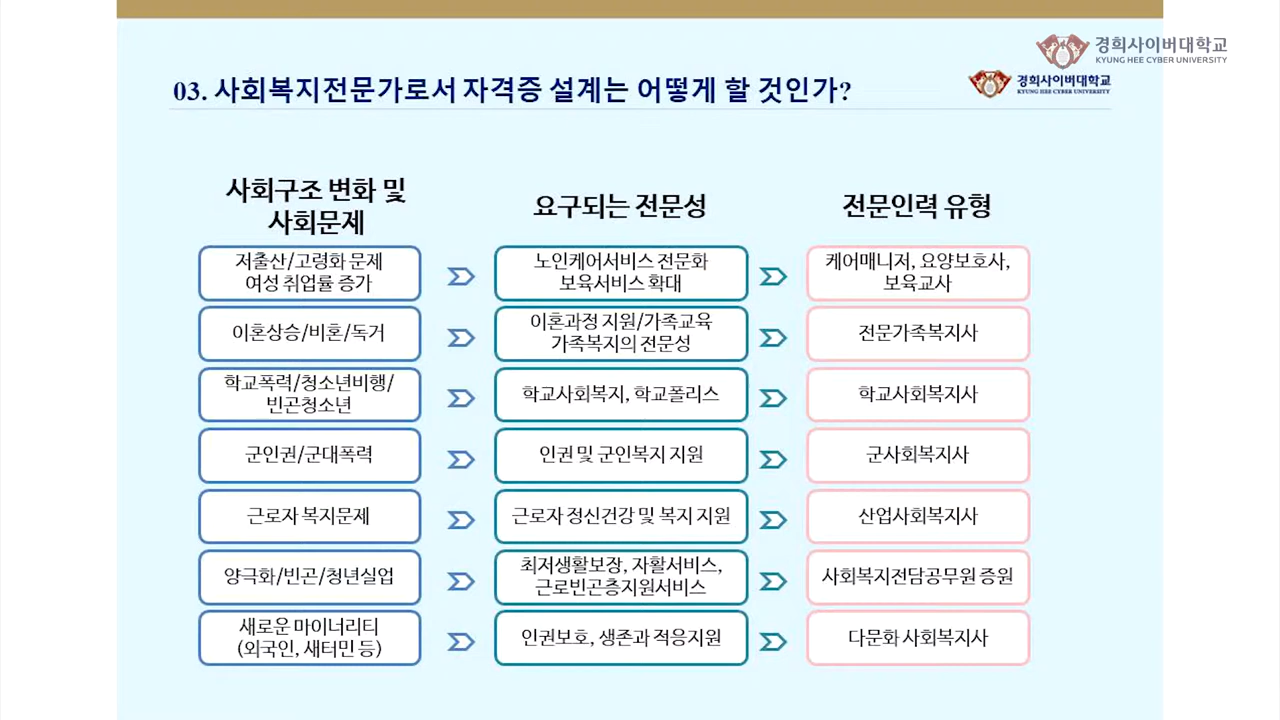 경희사이버대학교
KYUNG HEE CYBER UNIVERSITY
03. 사회복지전문가로서 자격증 설계는 어떻게 할 것인가?
경희사이버대학교
KYUNG HEE CYBER UNIVERSITY
사회구조 변화 및
사회문제
요구되는 전문성
전문인력 유형
저출산/고령화 문제
여성 취업률 증가
노인케어서비스 전문화
보육서비스 확대
케어매니저, 요양보호사,
보육교사
이혼상승/비혼/독거
이혼과정 지원/가족교육
가족복지의 전문성
전문가족복지사
학교폭력/청소년비행/
빈곤청소년
학교사회복지, 학교폴리스
학교사회복지사
군인권/군대폭력
인권 및 군인복지 지원
군사회복지사
근로자 복지문제
근로자 정신건강 및 복지 지원
산업사회복지사
양극화/빈곤/청년실업
최저생활보장, 자활서비스,
근로빈곤층지원서비스
사회복지전담공무원 증원
새로운 마이너리티
(외국인, 새터민 등)
인권보호, 생존과 적응지원
다문화 사회복지사